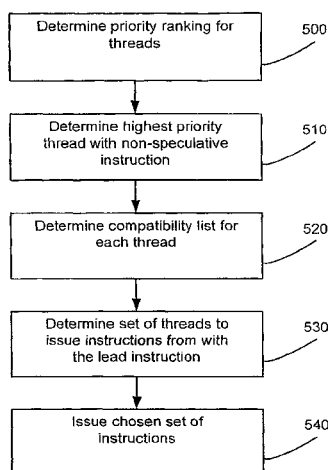 Determine priority ranking for
threads
500
Determine highest priority
thread with non-speculative
instruction
510
Determine compatibility list for
each thread
520
Determine set of threads to
issue instructions from with
the lead instruction
530
Issue chosen set of
instructions
540